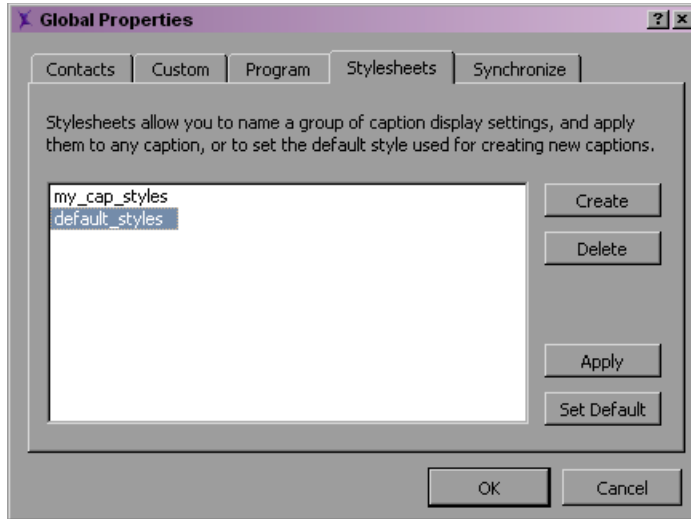 Global Properties
Contacts
Custom
Program
Stylesheets
Synchronize
Stylesheets allow you to name a group of caption display settings, and apply
them to any caption, or to set the default style used for creating new captions.
my_cap_styles
default_styles
Create
Delete
Apply
Set Default
OK
Cancel